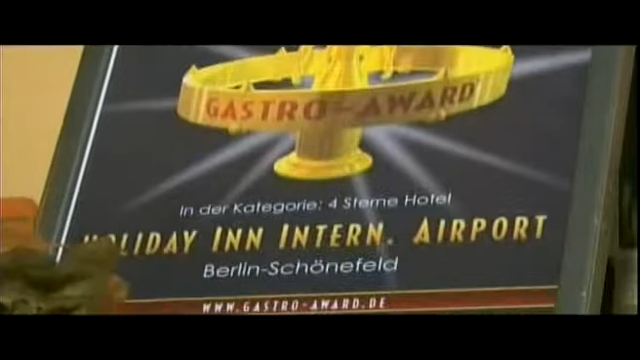 GASTRO-AWARD
In der Kategorie: 4 Sterne Hotel
HOLIDAY INN INTERN. AIRPORT
Berlin-Schönefeld
WWW.GASTRO-AWARD.DE